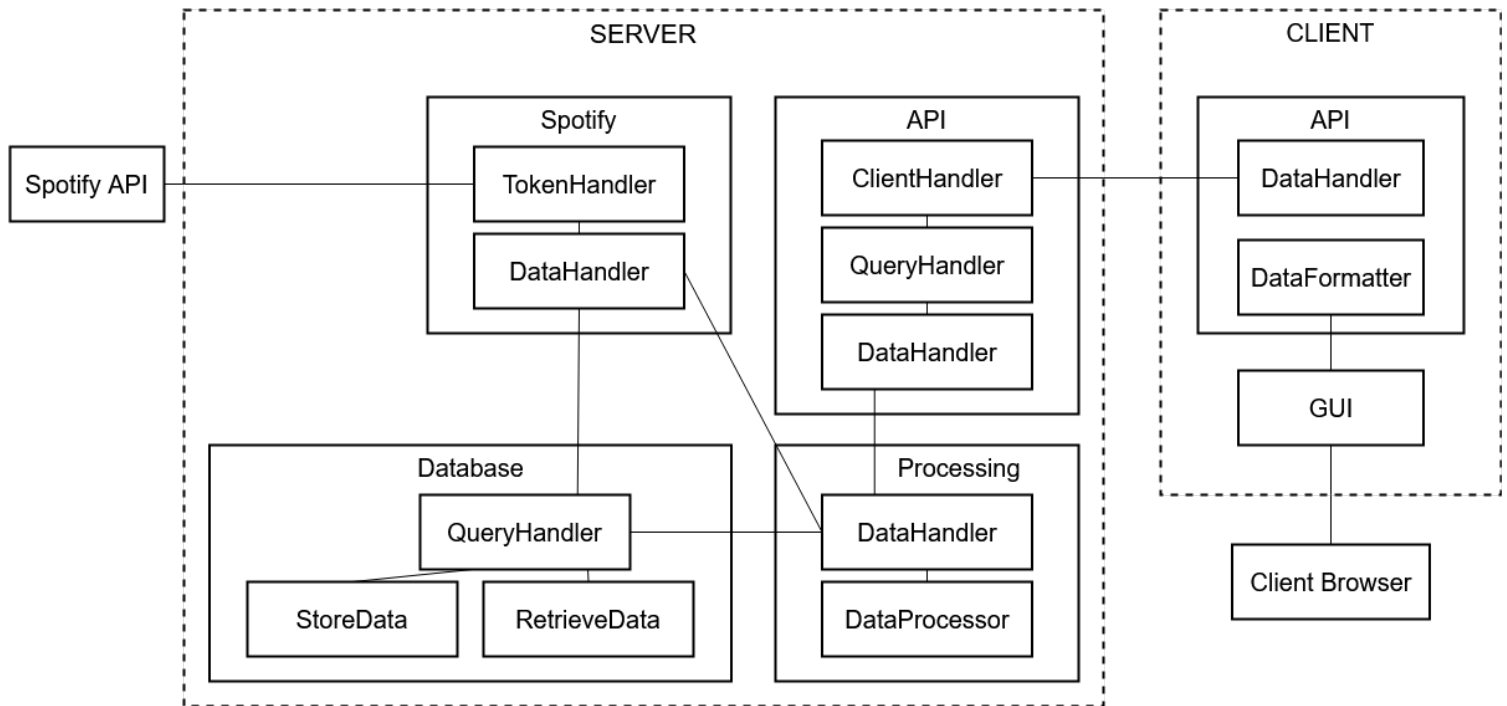 SERVER
CLIENT
Spotify
API
API
Spotify API
TokenHandler
ClientHandler
DataHandler
DataHandler
QueryHandler
DataFormatter
DataHandler
GUI
Database
Processing
QueryHandler
DataHandler
Client Browser
StoreData
RetrieveData
DataProcessor